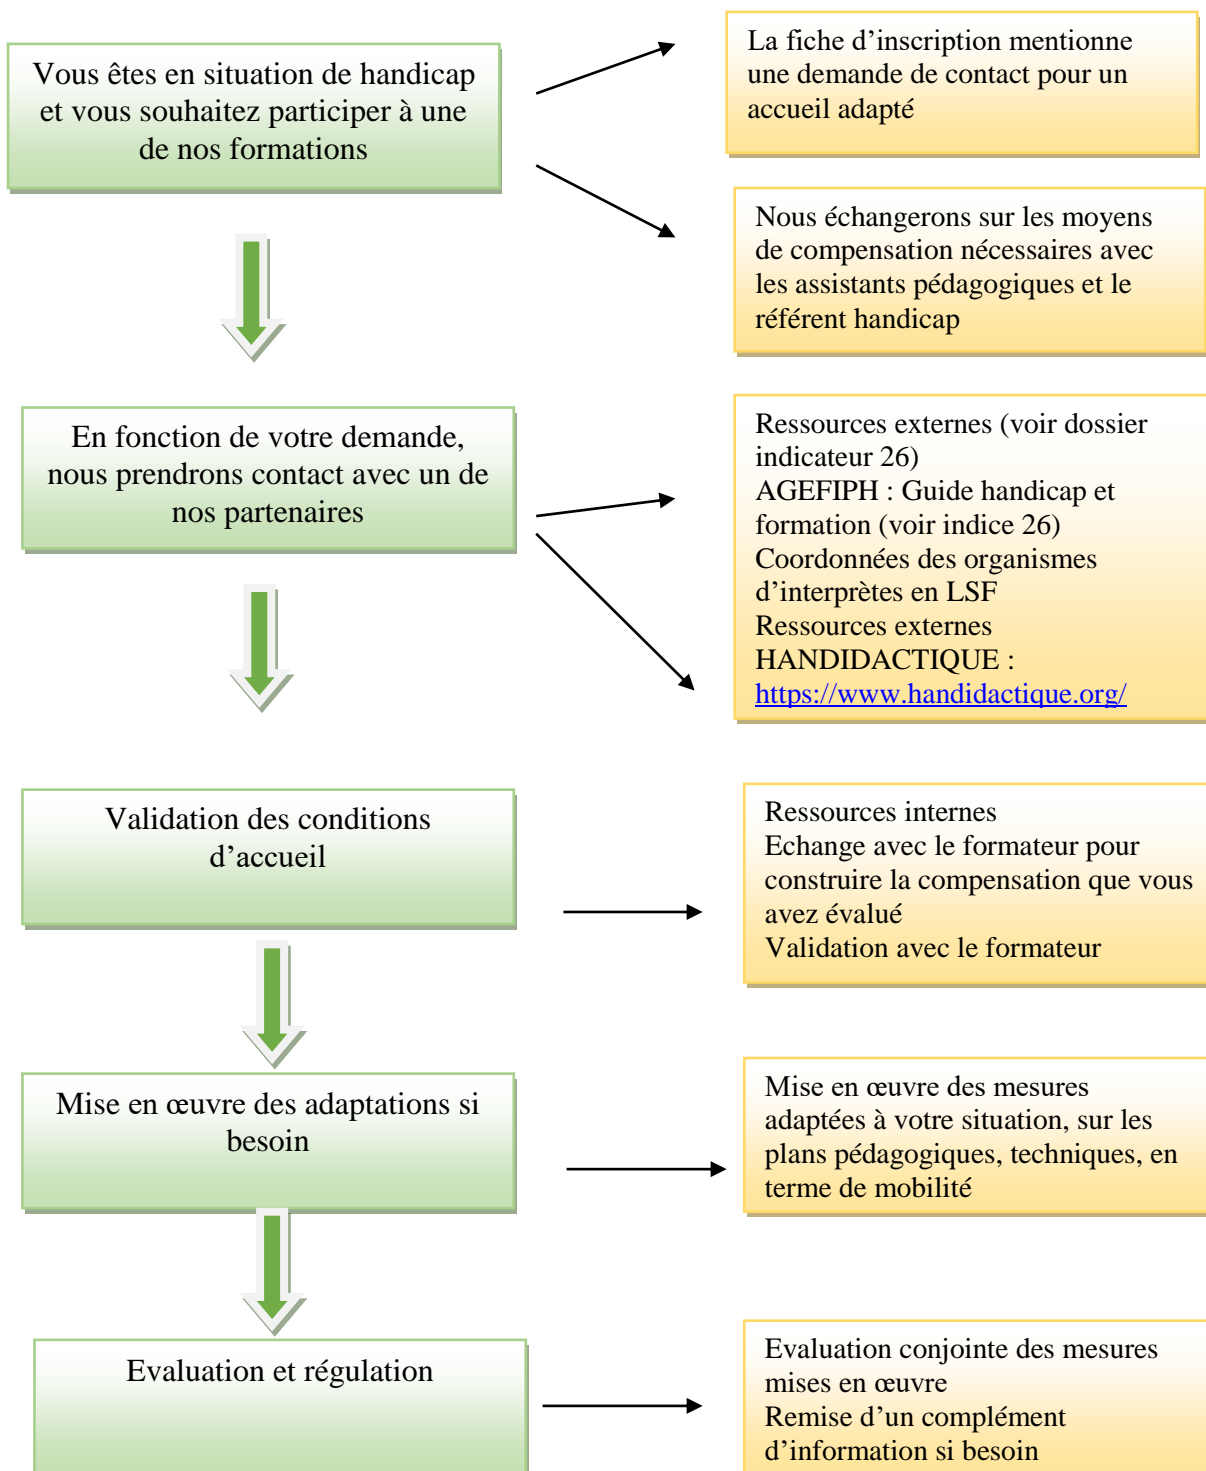 Vous êtes en situation de handicap
et vous souhaitez participer à une
de nos formations
La fiche d’inscription mentionne
une demande de contact pour un
accueil adapté
Nous échangerons sur les moyens
de compensation nécessaires avec
les assistants pédagogiques et le
référent handicap
En fonction de votre demande,
nous prendrons contact avec un de
nos partenaires
Ressources externes (voir dossier
indicateur 26)
AGEFIPH : Guide handicap et
formation (voir indice 26)
Coordonnées des organismes
d’interprètes en LSF
Ressources externes
HANDIDACTIQUE :
https://www.handidactique.org/
Validation des conditions
d’accueil
Ressources internes
Echange avec le formateur pour
construire la compensation que vous
avez évalué
Validation avec le formateur
Mise en œuvre des adaptations si
besoin
Mise en œuvre des mesures
adaptées à votre situation, sur les
plans pédagogiques, techniques, en
terme de mobilité
Evaluation et régulation
Evaluation conjointe des mesures
mises en œuvre
Remise d’un complément
d’information si besoin